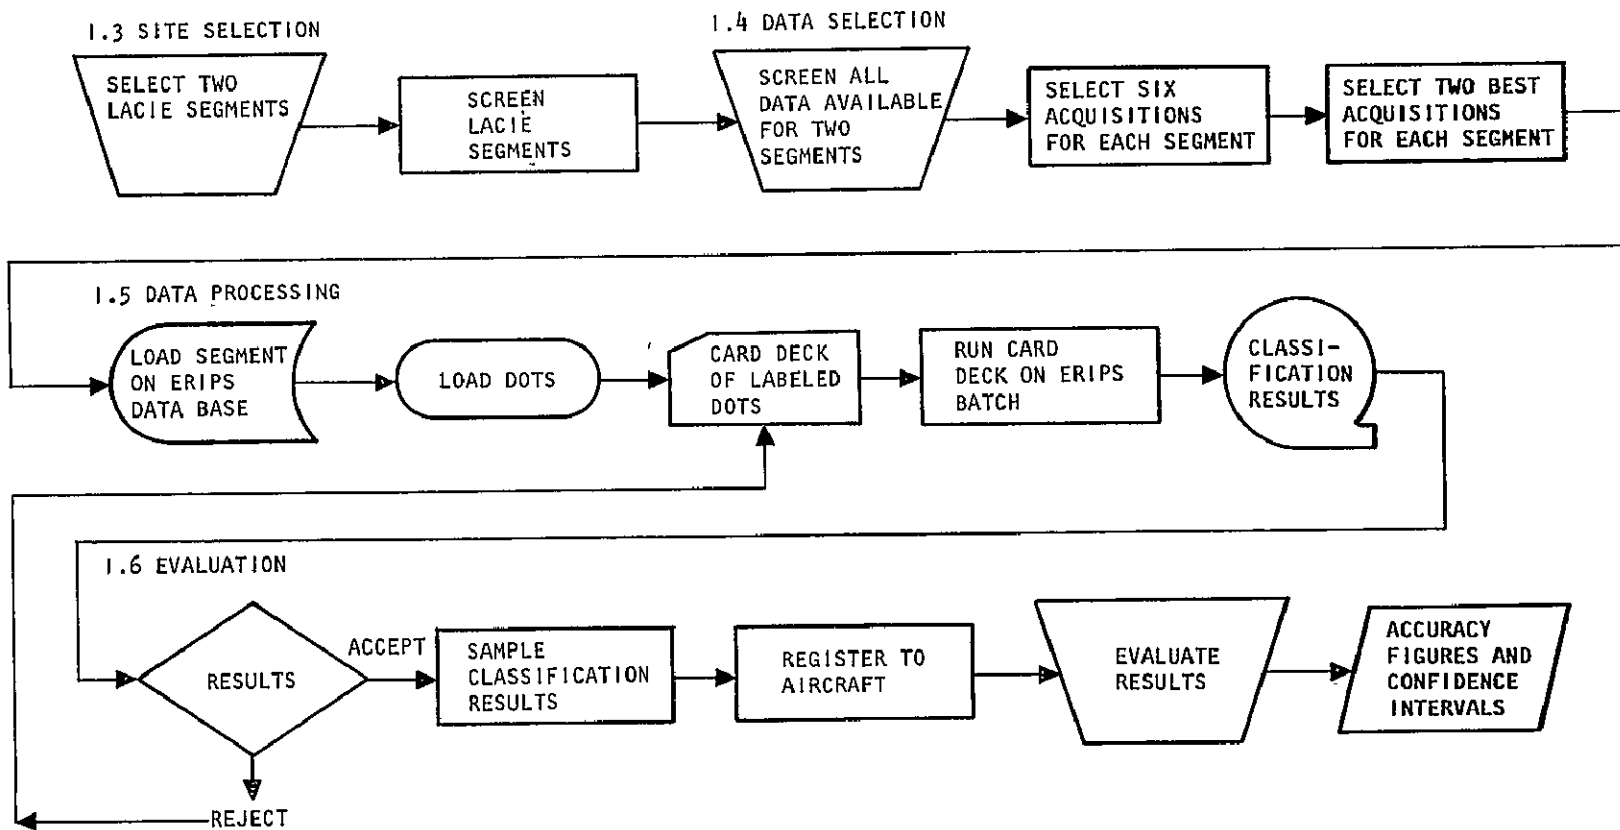 1.3 SITE SELECTION
SELECT TWO
LACIE SEGMENTS
SCREEN
LACIE
SEGMENTS
1.4 DATA SELECTION
SCREEN ALL
DATA AVAILABLE
FOR TWO
SEGMENTS
SELECT SIX
ACQUISITIONS
FOR EACH SEGMENT
SELECT TWO BEST
ACQUISITIONS
FOR EACH SEGMENT
1.5 DATA PROCESSING
LOAD SEGMENT
ON ERIPS
DATA BASE
LOAD DOTS
CARD DECK
OF LABELED
DOTS
RUN CARD
DECK ON ERIPS
BATCH
CLASSI-
FICATION
RESULTS
1.6 EVALUATION
RESULTS
ACCEPT
REJECT
SAMPLE
CLASSIFICATION
RESULTS
REGISTER TO
AIRCRAFT
EVALUATE
RESULTS
ACCURACY
FIGURES AND
CONFIDENCE
INTERVALS